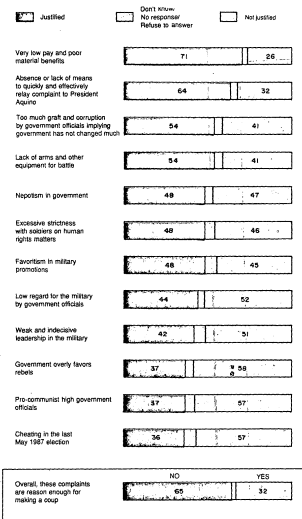 Justified
Don't know
No response/
Refuse to answer
Not justified
Very low pay and poor
material benefits
71 26
Absence or lack of means
to quickly and effectively
relay complaint to President
Aquino
64 32
Too much graft and corruption
by government officials implying
government has not changed much
54 41
Lack of arms and other
equipment for battle
54 41
Nepotism in government
48 47
Excessive strictness
with soldiers on human
rights matters
48 46
Favoritism in military
promotions
48 45
Low regard for the military
by government officials
44 52
Weak and indecisive
leadership in the military
42 51
Government overly favors
rebels
37 58
Pro-communist high government
officials
37 57
Cheating in the last
May 1987 election
36 57
NO YES
Overall, these complaints
are reason enough for
making a coup
65 32